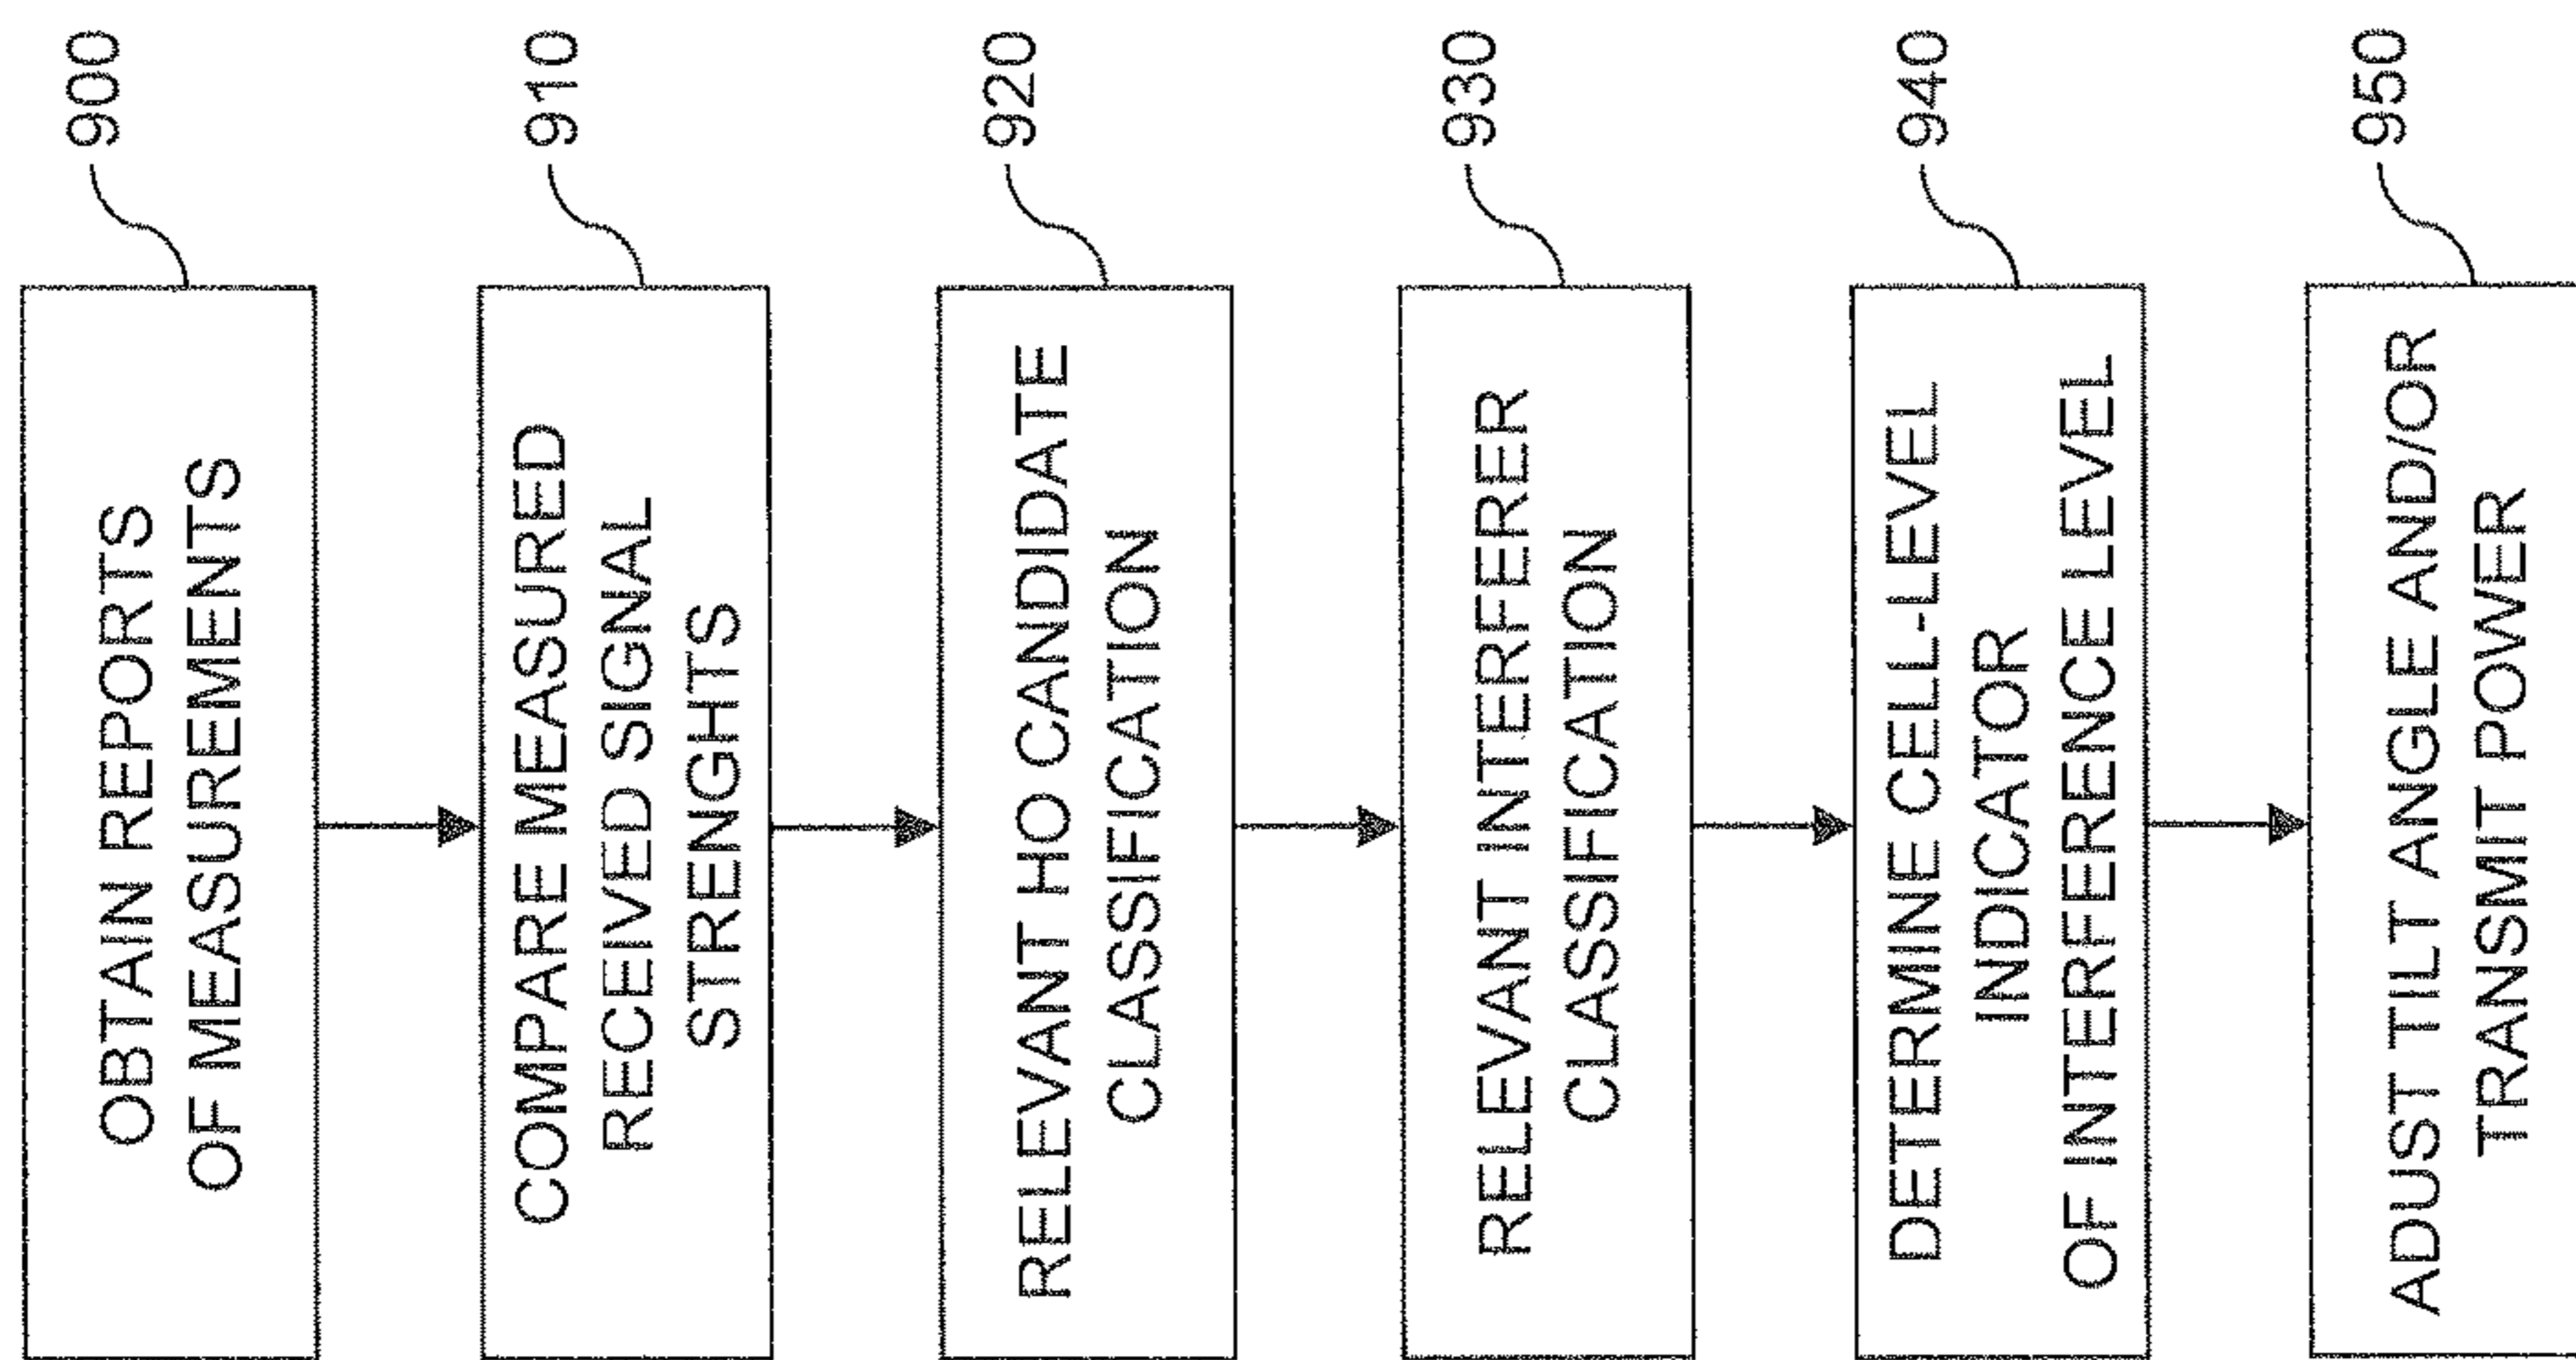 OBTAIN REPORTS
OF MEASUREMENTS
900
COMPARE MEASURED
RECEIVED SIGNAL
STRENGHTS
910
RELEVANT HO CANDIDATE
CLASSIFICATION
920
RELEVANT INTERFERER
CLASSIFICATION
930
DETERMINE CELL-LEVEL
INDICATOR
OF INTERFERENCE LEVEL
940
ADUST TILT ANGLE AND/OR
TRANSMIT POWER
950